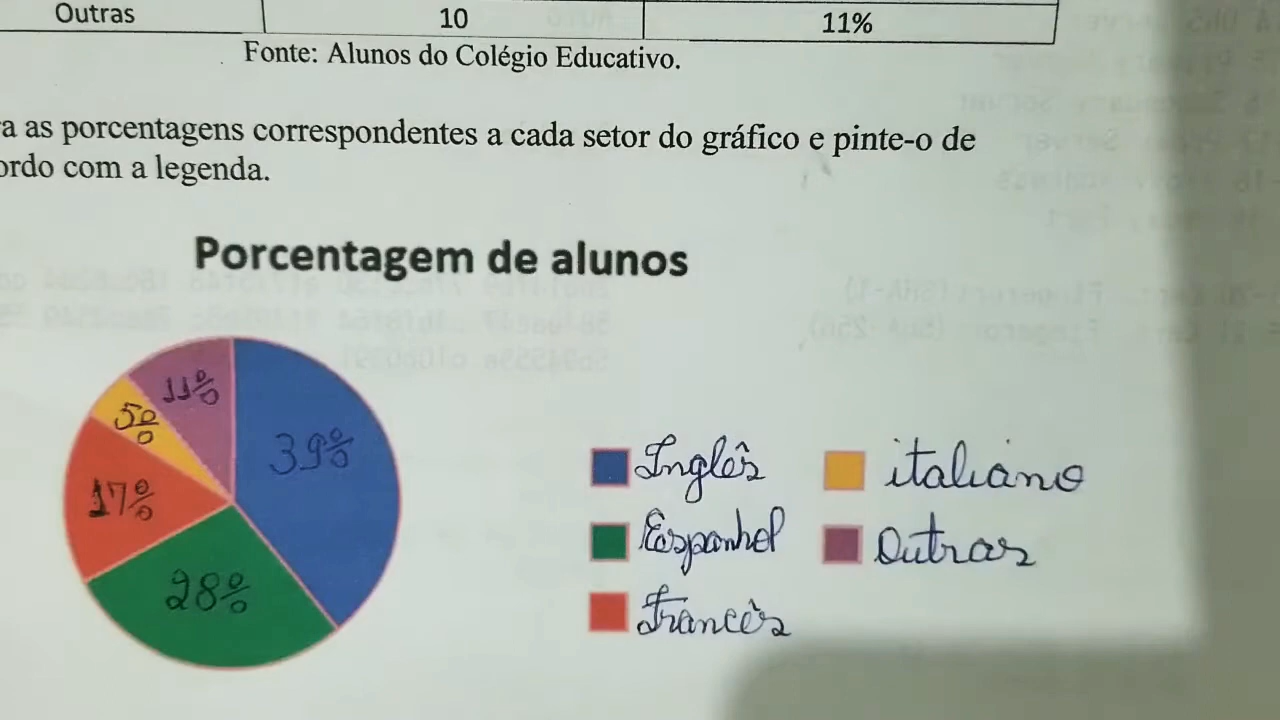 Outras 10 11%
Fonte: Alunos do Colégio Educativo.
a as porcentagens correspondentes a cada setor do gráfico e pinte-o de
ordo com a legenda.
Porcentagem de alunos
11%
5%
39%
17%
28%
Inglês italiano
Espanhol Outras
Francês